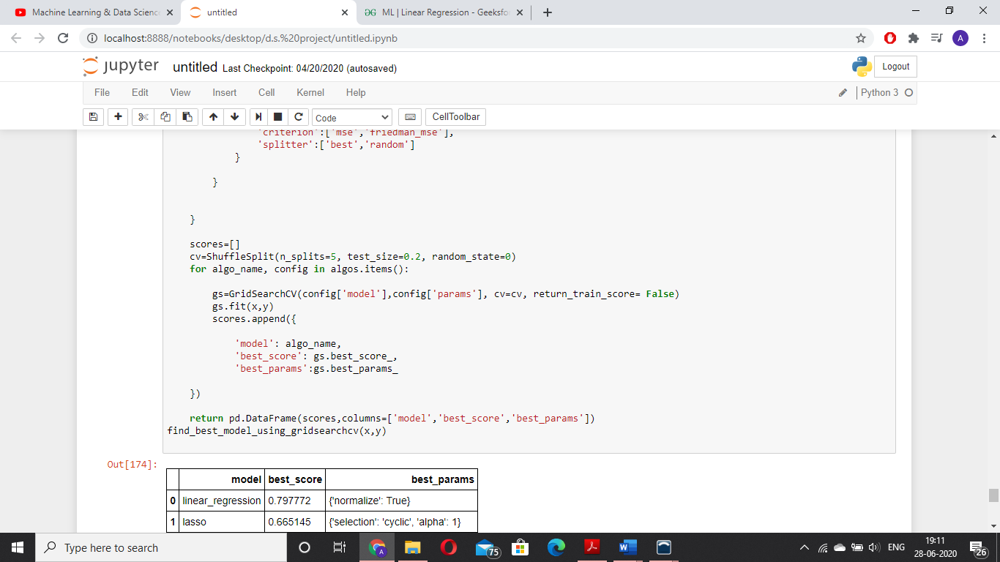 Machine Learning & Data Scienc
untitled
ML | Linear Regression - Geeksfo
localhost:8888/notebooks/desktop/d.s.%20project/untitled.ipynb
A
jupyter untitled Last Checkpoint: 04/20/2020 (autosaved)
Logout
File Edit View Insert Cell Kernel Help
Python 3
Code
CellToolbar
'criterion':['mse','friedman_mse'],
'splitter':['best','random']
}
}
}
scores=[]
cv=ShuffleSplit(n_splits=5, test_size=0.2, random_state=0)
for algo_name, config in algos.items():
gs=GridSearchCV(config['model'],config['params'], cv=cv, return_train_score= False)
gs.fit(x,y)
scores.append({
'model': algo_name,
'best_score': gs.best_score_,
'best_params':gs.best_params_
})
return pd.DataFrame(scores,columns=['model','best_score','best_params'])
find_best_model_using_gridsearchcv(x,y)
Out[174]:
model best_score best_params
0 linear_regression 0.797772 {'normalize': True}
1 lasso 0.665145 {'selection': 'cyclic', 'alpha': 1}
Type here to search
A
75
ENG
19:11
28-06-2020
26